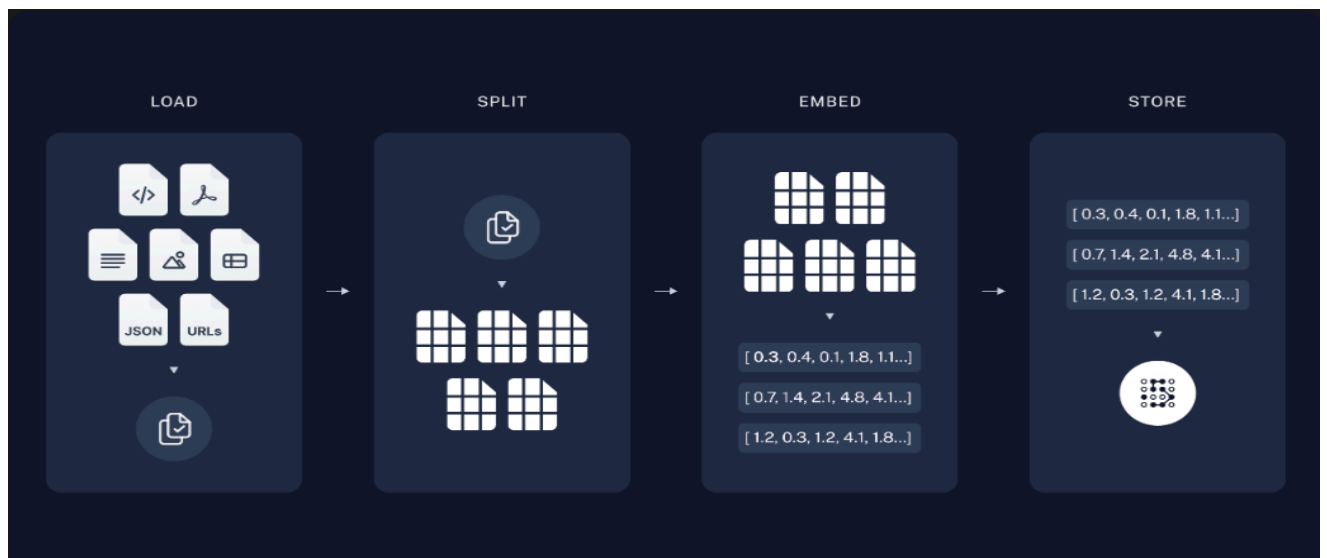 LOAD
SPLIT
EMBED
STORE
</>
JSON
URLs
[ 0.3, 0.4, 0.1, 1.8, 1.1...]
[ 0.7, 1.4, 2.1, 4.8, 4.1...]
[ 1.2, 0.3, 1.2, 4.1, 1.8...]
[ 0.3, 0.4, 0.1, 1.8, 1.1...]
[ 0.7, 1.4, 2.1, 4.8, 4.1...]
[ 1.2, 0.3, 1.2, 4.1, 1.8...]